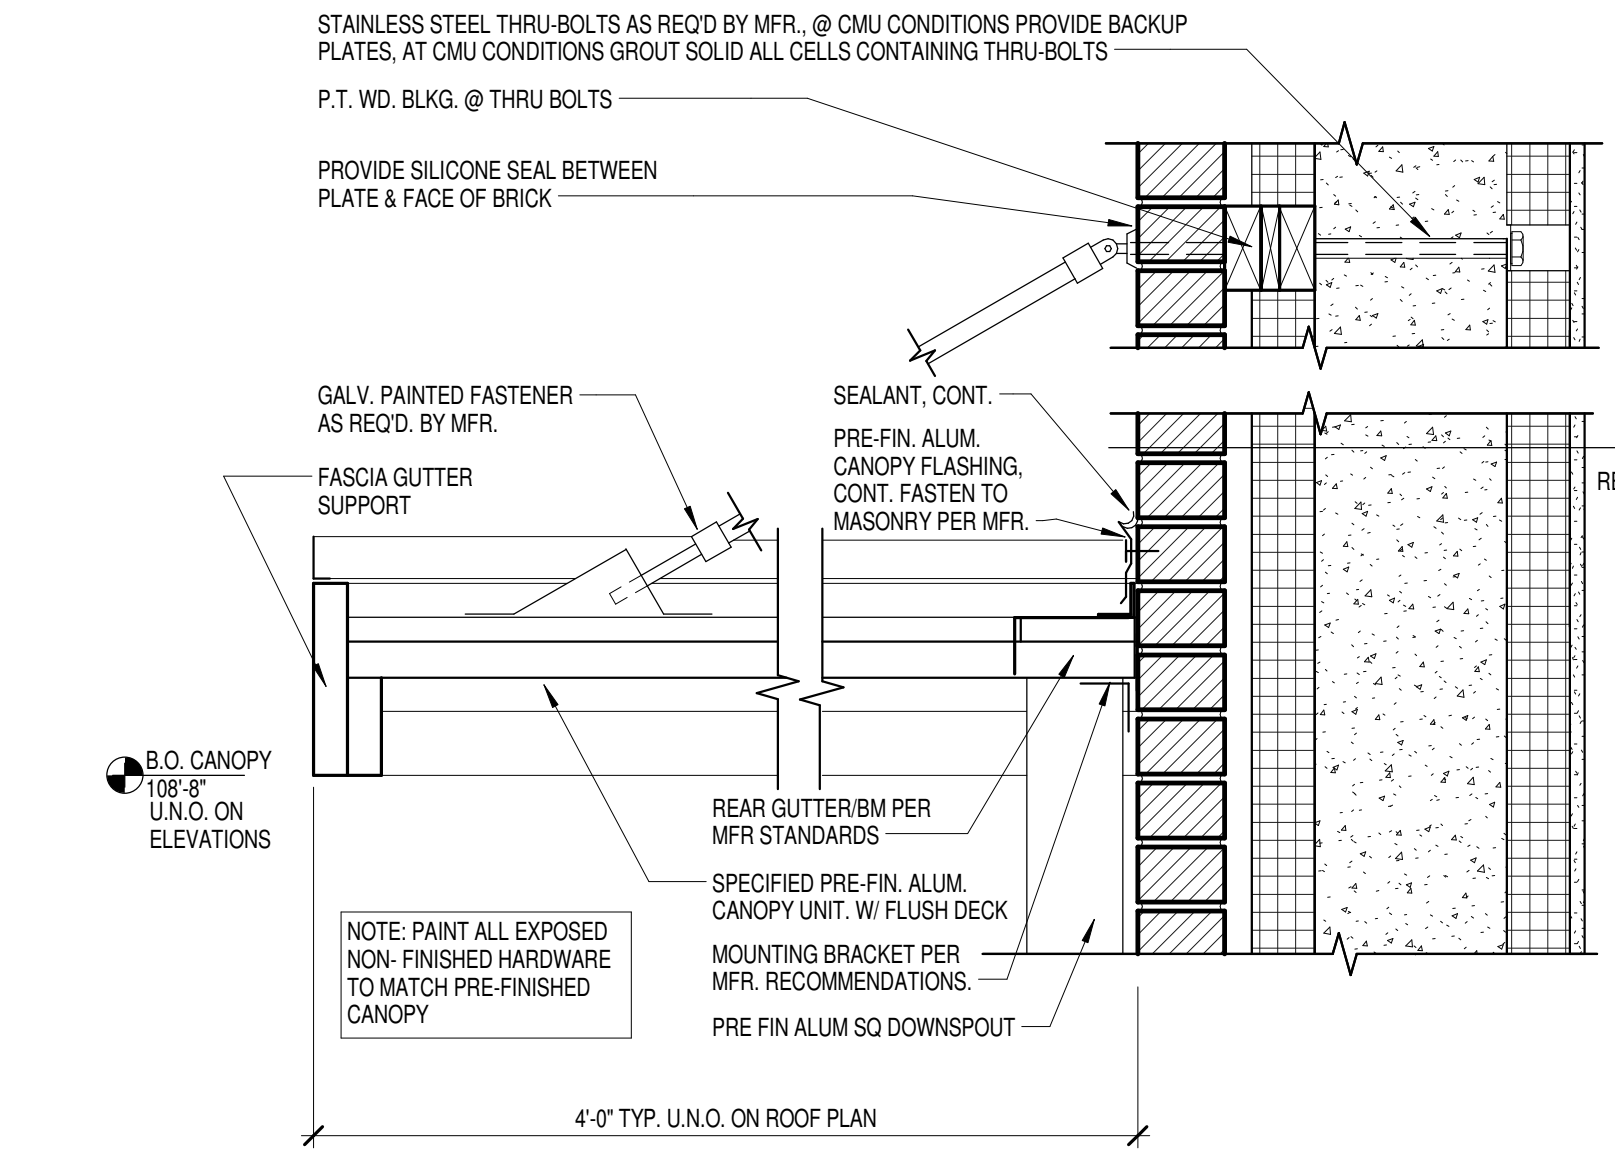 STAINLESS STEEL THRU-BOLTS AS REQ'D BY MFR., @ CMU CONDITIONS PROVIDE BACKUP
PLATES, AT CMU CONDITIONS GROUT SOLID ALL CELLS CONTAINING THRU-BOLTS
P.T. WD. BLKG. @ THRU BOLTS
PROVIDE SILICONE SEAL BETWEEN
PLATE & FACE OF BRICK
GALV. PAINTED FASTENER
AS REQ'D. BY MFR.
FASCIA GUTTER
SUPPORT
SEALANT, CONT.
PRE-FIN. ALUM.
CANOPY FLASHING,
CONT. FASTEN TO
MASONRY PER MFR.
RE
B.O. CANOPY
108'-8"
U.N.O. ON
ELEVATIONS
REAR GUTTER/BM PER
MFR STANDARDS
SPECIFIED PRE-FIN. ALUM.
CANOPY UNIT. W/ FLUSH DECK
MOUNTING BRACKET PER
MFR. RECOMMENDATIONS.
PRE FIN ALUM SQ DOWNSPOUT
NOTE: PAINT ALL EXPOSED
NON- FINISHED HARDWARE
TO MATCH PRE-FINISHED
CANOPY
4'-0" TYP. U.N.O. ON ROOF PLAN